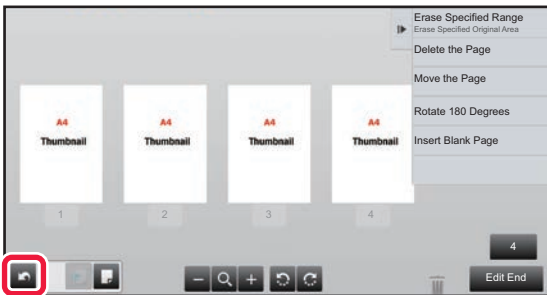 Erase Specified Range
Erase Specified Original Area
Delete the Page
Move the Page
Rotate 180 Degrees
Insert Blank Page
A4 A4 A4 A4
Thumbnail Thumbnail Thumbnail Thumbnail
1 2 3 4
4
Edit End